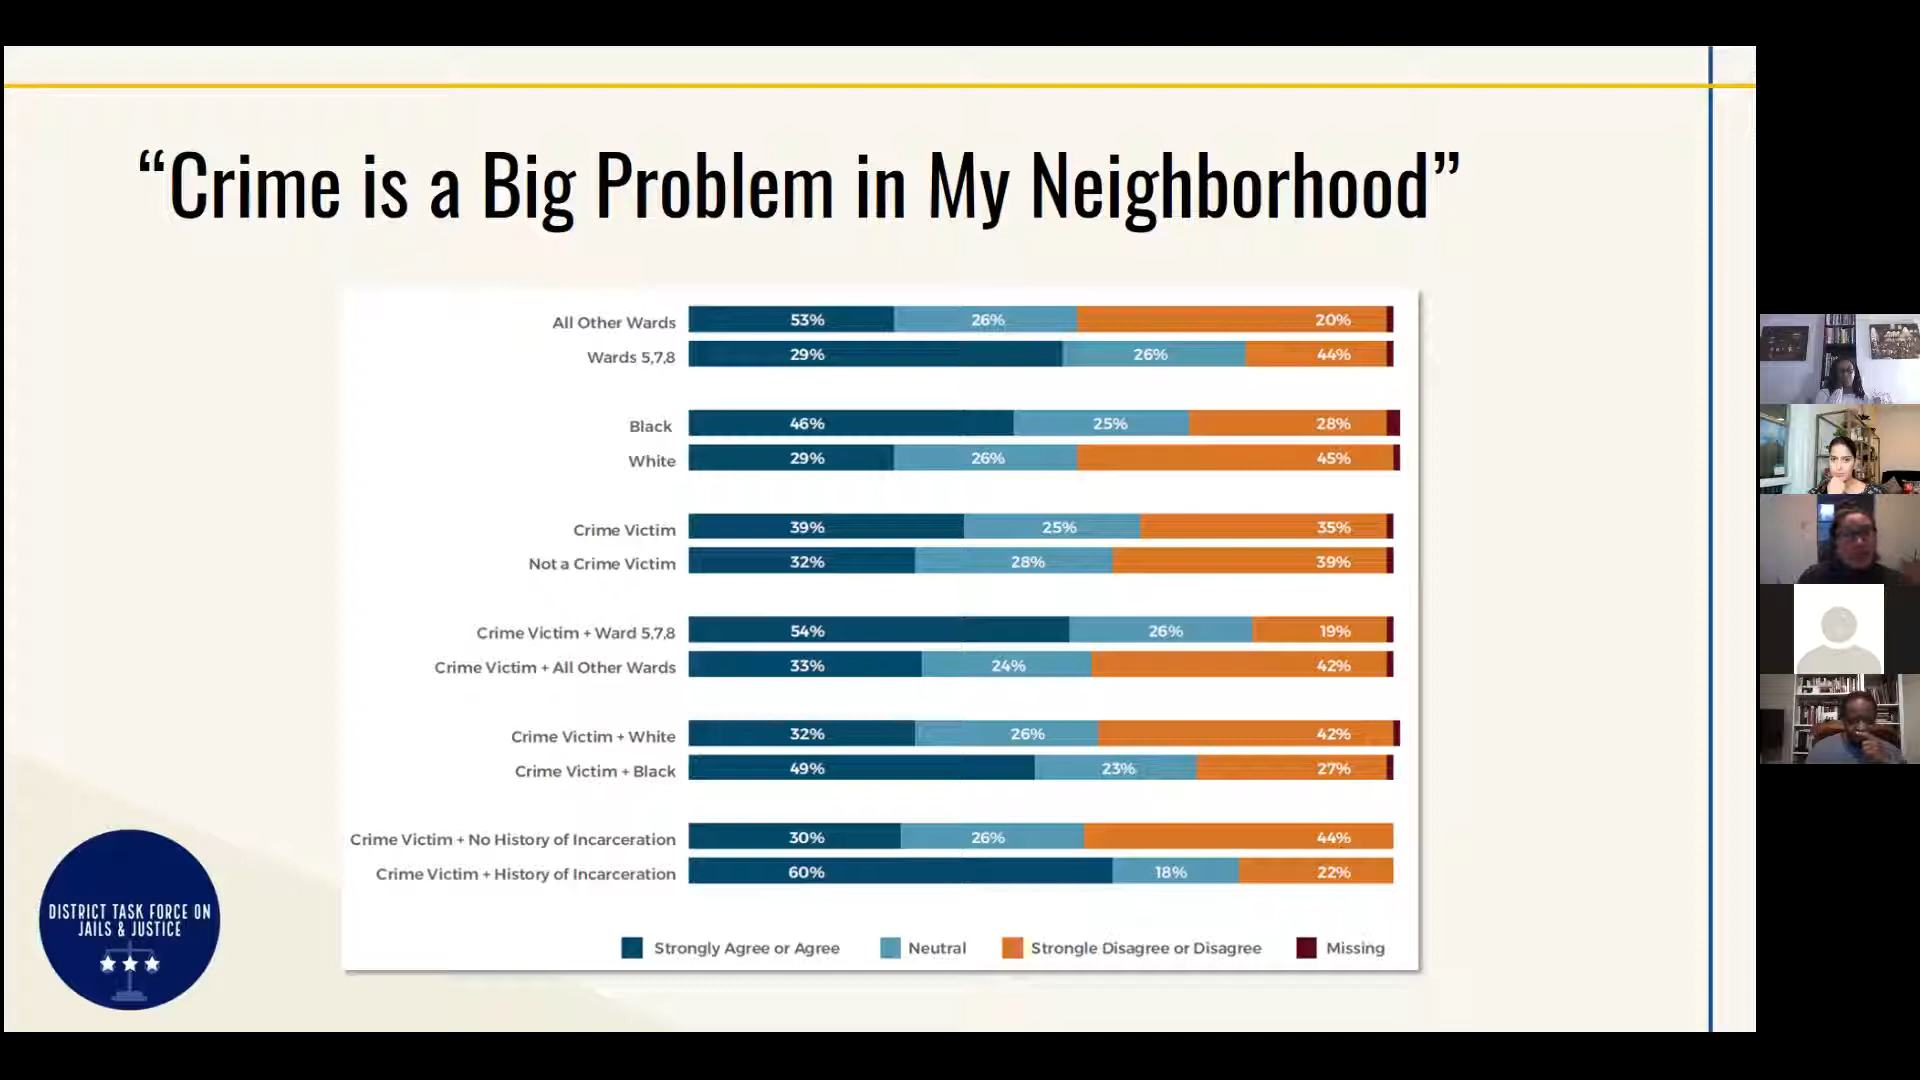 “Crime is a Big Problem in My Neighborhood”
All Other Wards 53% 26% 20%
Wards 5,7,8 29% 26% 44%
Black 46% 25% 28%
White 29% 26% 45%
Crime Victim 39% 25% 35%
Not a Crime Victim 32% 28% 39%
Crime Victim + Ward 5,7,8 54% 26% 19%
Crime Victim + All Other Wards 33% 24% 42%
Crime Victim + White 32% 26% 42%
Crime Victim + Black 49% 23% 27%
Crime Victim + No History of Incarceration 30% 26% 44%
Crime Victim + History of Incarceration 60% 18% 22%
Strongly Agree or Agree Neutral Strongle Disagree or Disagree Missing
DISTRICT TASK FORCE ON
JAILS & JUSTICE